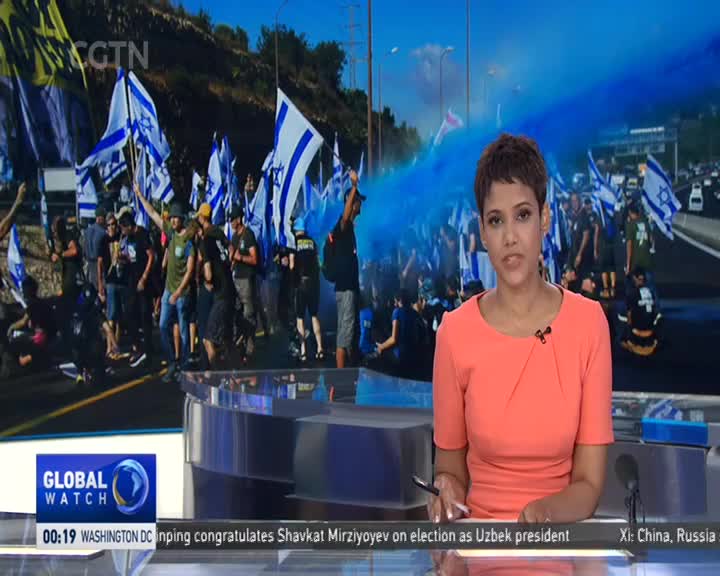 CGTN
GLOBAL
WATCH
00:19 WASHINGTON DC
inping congratulates Shavkat Mirziyoyev on election as Uzbek president Xi: China, Russia